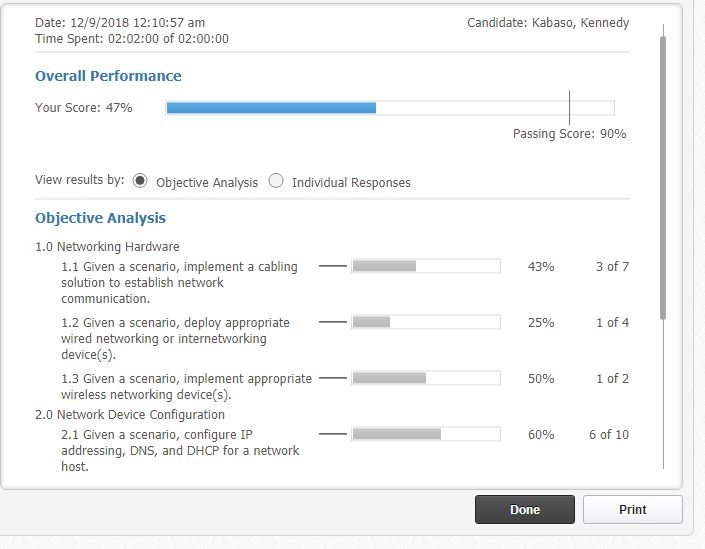 Date: 12/9/2018 12:10:57 am
Candidate: Kabaso, Kennedy
Time Spent: 02:02:00 of 02:00:00
Overall Performance
Your Score: 47%
Passing Score: 90%
View results by: Objective Analysis Individual Responses
Objective Analysis
1.0 Networking Hardware
1.1 Given a scenario, implement a cabling 43% 3 of 7
solution to establish network
communication.
1.2 Given a scenario, deploy appropriate 25% 1 of 4
wired networking or internetworking
device(s).
1.3 Given a scenario, implement appropriate 50% 1 of 2
wireless networking device(s).
2.0 Network Device Configuration
2.1 Given a scenario, configure IP 60% 6 of 10
addressing, DNS, and DHCP for a network
host.
Done Print